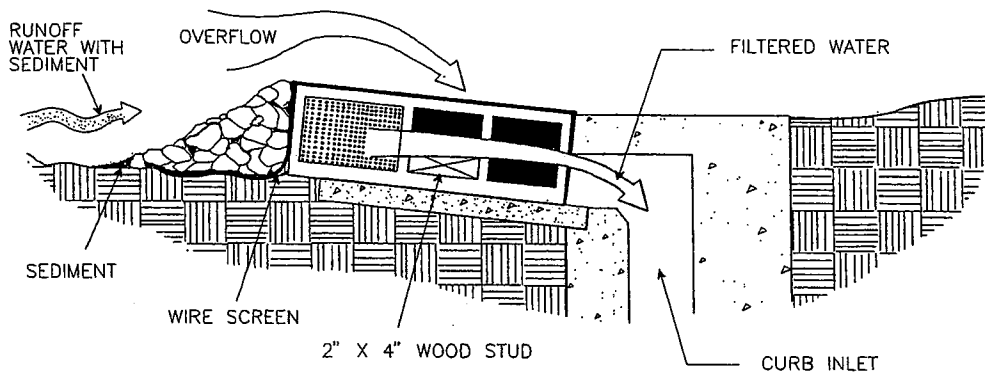 RUNOFF
WATER WITH
SEDIMENT
OVERFLOW
FILTERED WATER
SEDIMENT
WIRE SCREEN
2" X 4" WOOD STUD
CURB INLET